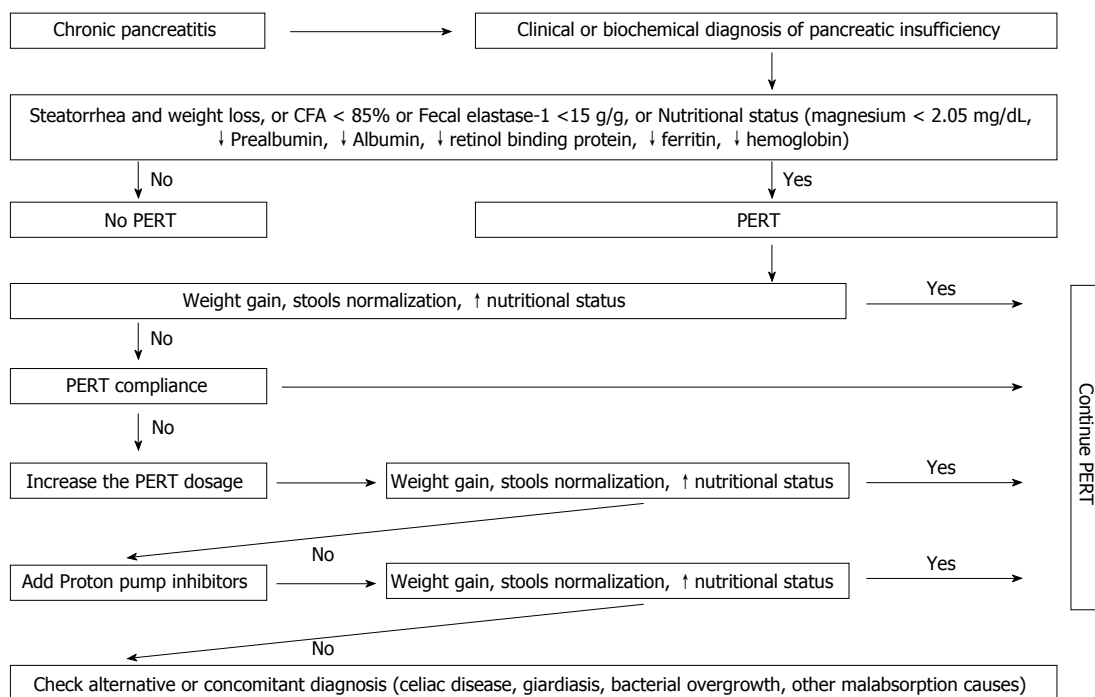 Chronic pancreatitis
Clinical or biochemical diagnosis of pancreatic insufficiency
Steatorrhea and weight loss, or CFA < 85% or Fecal elastase-1 <15 g/g, or Nutritional status (magnesium < 2.05 mg/dL,
↓ Prealbumin, ↓ Albumin, ↓ retinol binding protein, ↓ ferritin, ↓ hemoglobin)
No
Yes
No PERT
PERT
Weight gain, stools normalization, ↑ nutritional status
Yes
No
PERT compliance
No
Increase the PERT dosage
Weight gain, stools normalization, ↑ nutritional status
Yes
No
Add Proton pump inhibitors
Weight gain, stools normalization, ↑ nutritional status
Yes
No
Continue PERT
Check alternative or concomitant diagnosis (celiac disease, giardiasis, bacterial overgrowth, other malabsorption causes)